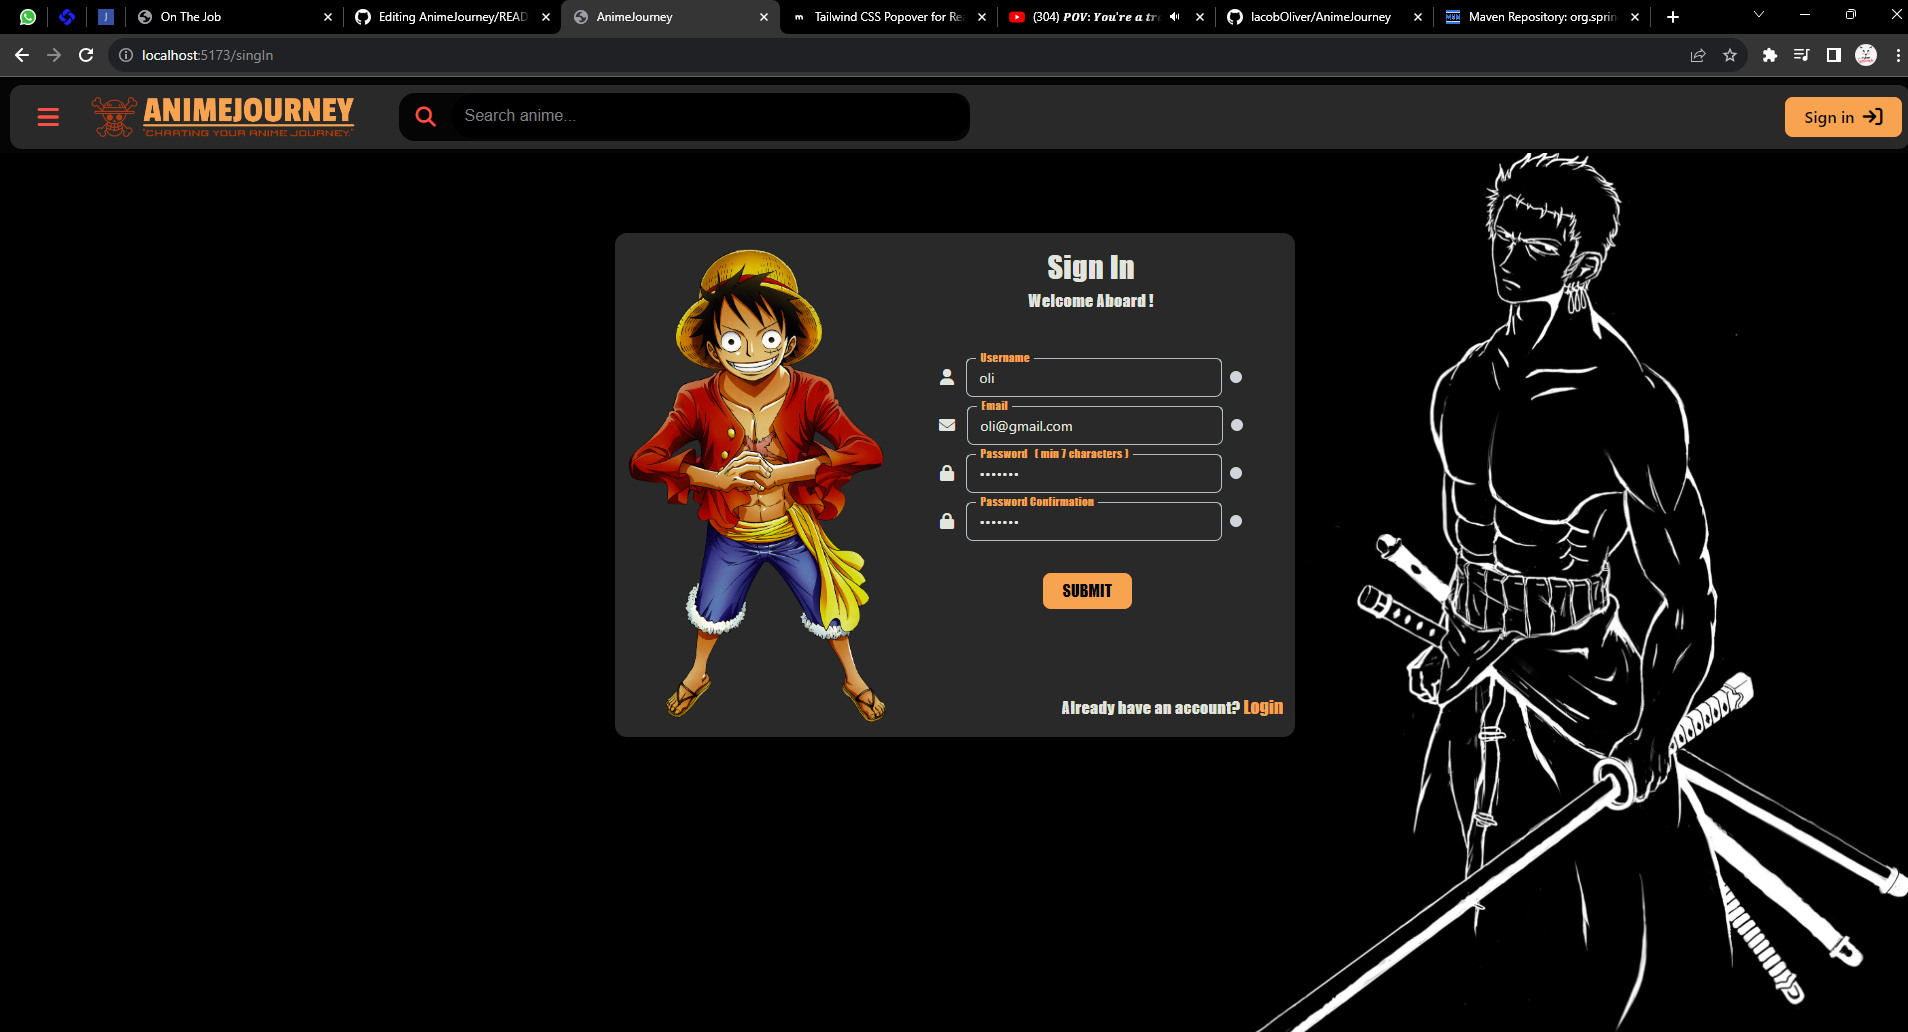 J
On The Job
Editing AnimeJourney/READ
AnimeJourney
m
Tailwind CSS Popover for Re
(304) POV: You're a tr
IacobOliver/AnimeJourney
Maven Repository: org.sprin
localhost:5173/singIn
ANIMEJOURNEY
"CHARTING YOUR ANIME JOURNEY."
Search anime...
Sign in
Sign In
Welcome Aboard !
Username
oli
Email
oli@gmail.com
Password ( min 7 characters )
•••••••
Password Confirmation
•••••••
SUBMIT
Already have an account? Login